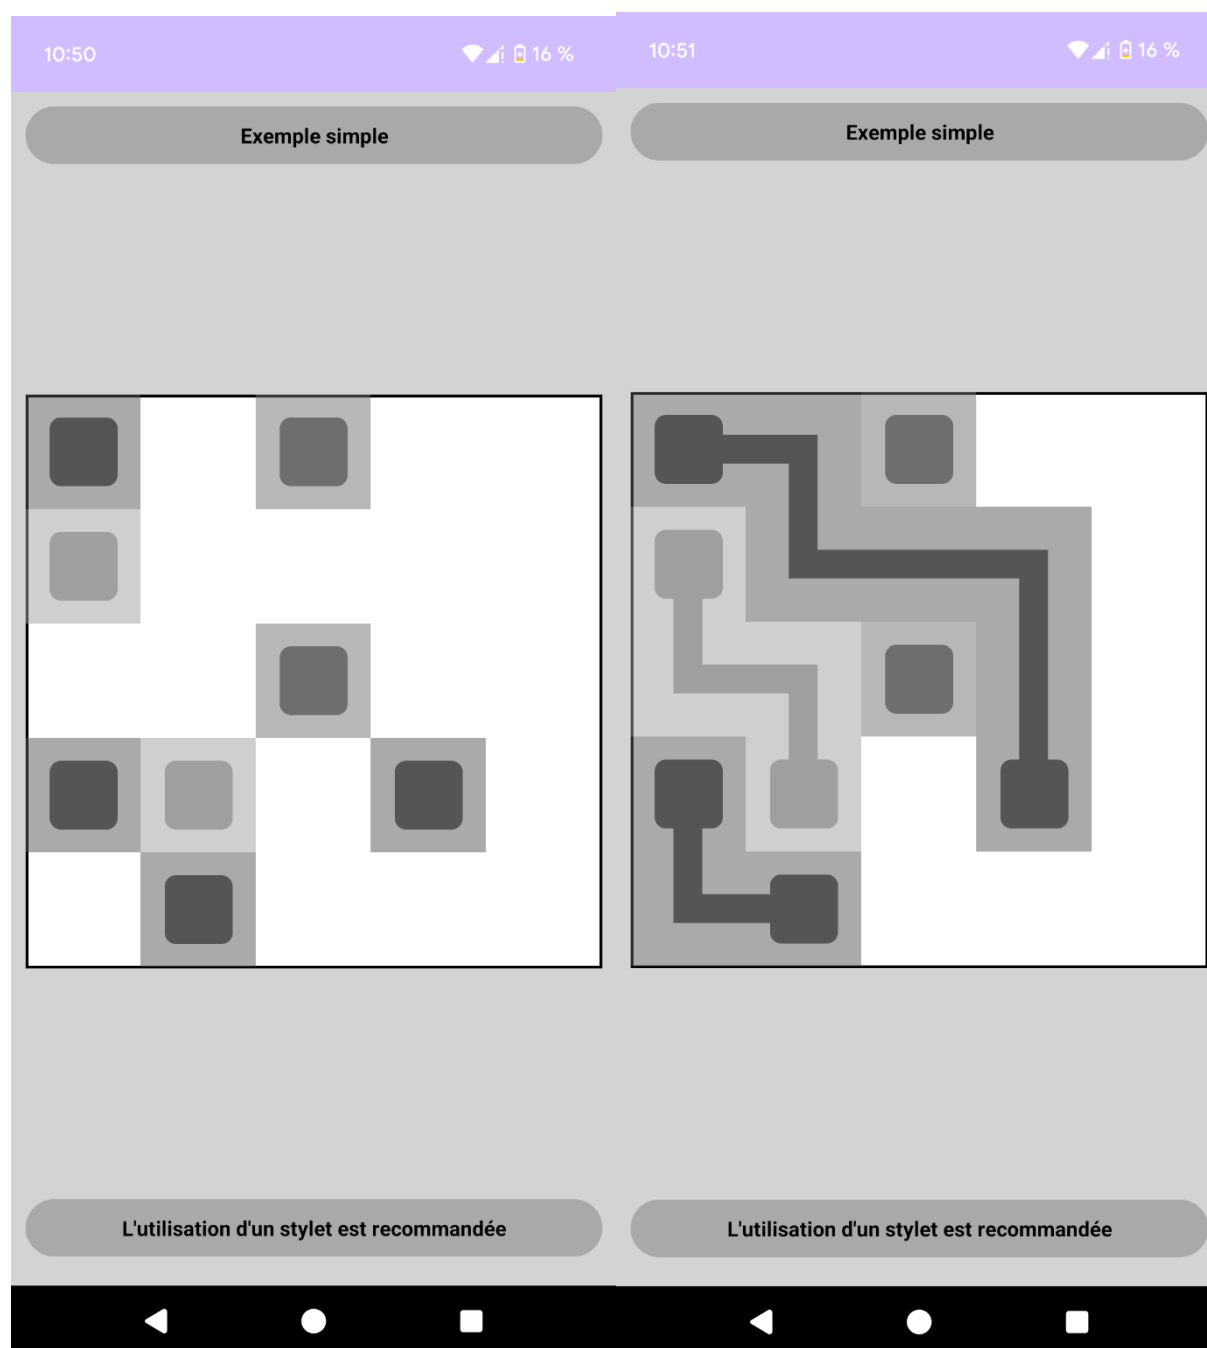 10:50 16 %
Exemple simple
L'utilisation d'un stylet est recommandée
10:51 16 %
Exemple simple
L'utilisation d'un stylet est recommandée